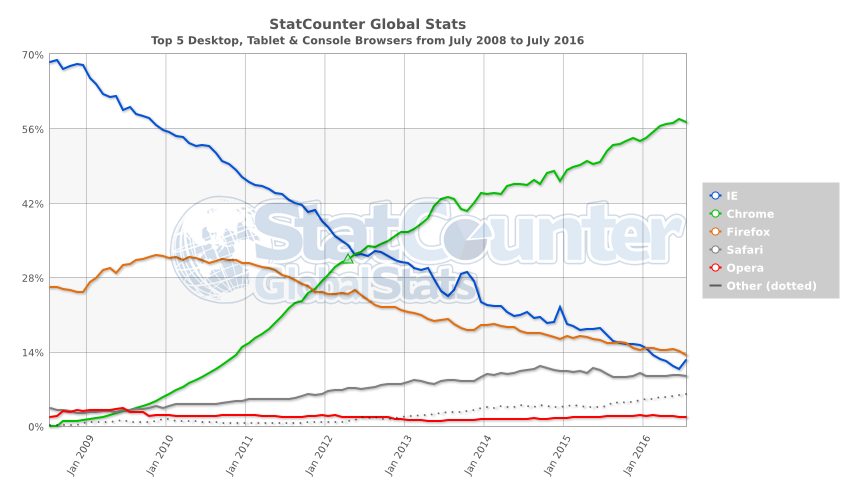 StatCounter Global Stats
Top 5 Desktop, Tablet & Console Browsers from July 2008 to July 2016
70%
56%
42%
28%
14%
0%
StatCounter
GlobalStats
IE
Chrome
Firefox
Safari
Opera
Other (dotted)
Jan 2009
Jan 2010
Jan 2011
Jan 2012
Jan 2013
Jan 2014
Jan 2015
Jan 2016